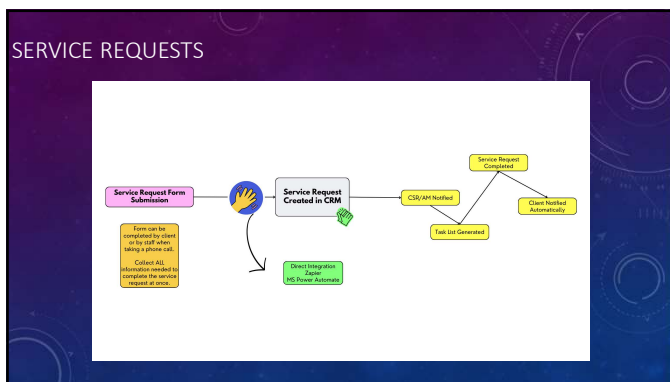 SERVICE REQUESTS
Service Request Form
Submission
Form can be
completed by client
or by staff when
taking a phone call.
Collect ALL
information needed to
complete the service
request at once.
Service Request
Created in CRM
Direct Integration
Zapier
MS Power Automate
CSR/AM Notified
Task List Generated
Service Request
Completed
Client Notified
Automatically